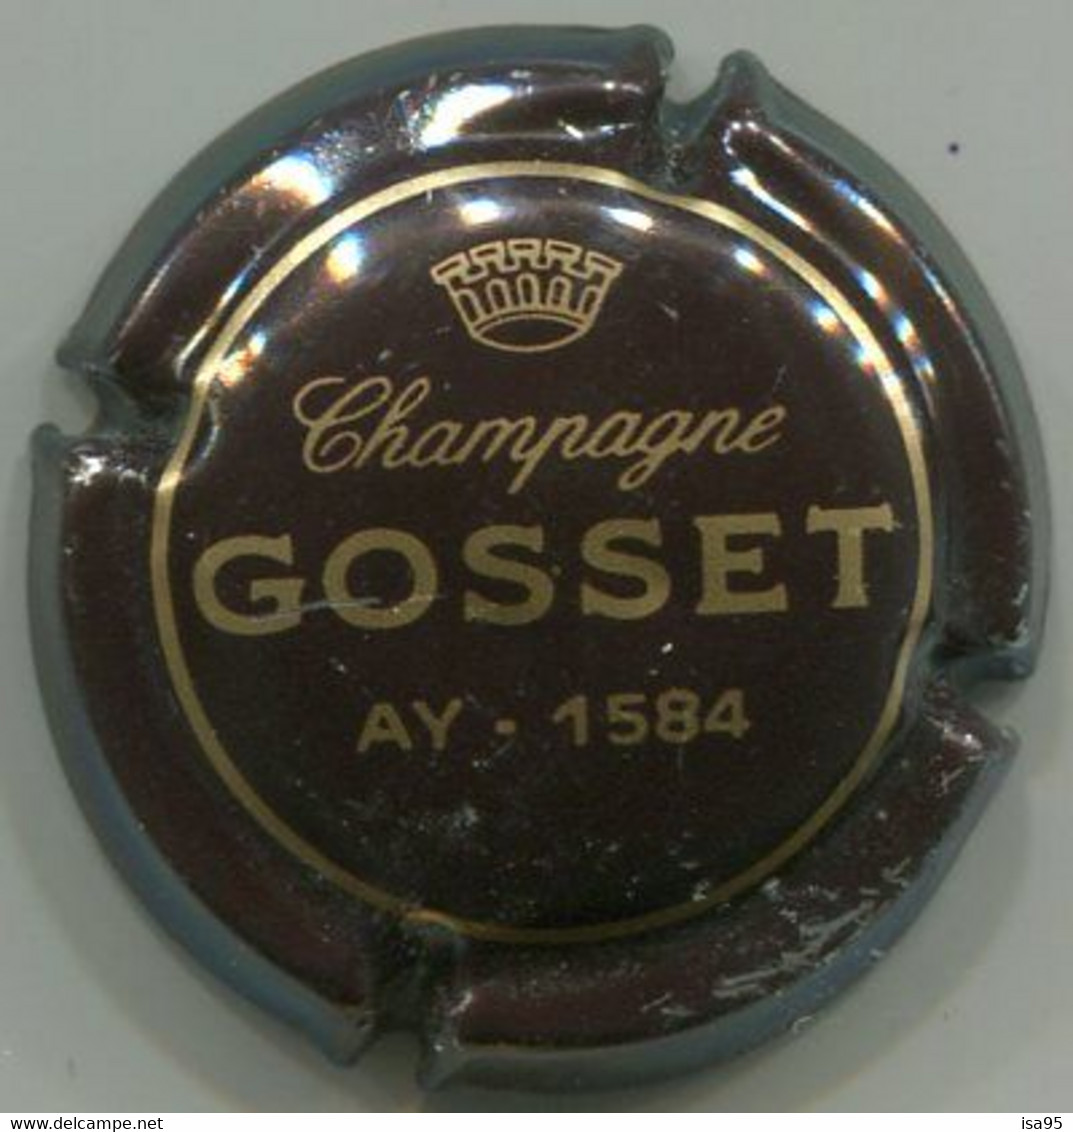 Champagne
GOSSET
AY - 1584
www.delcampe.net
isa95